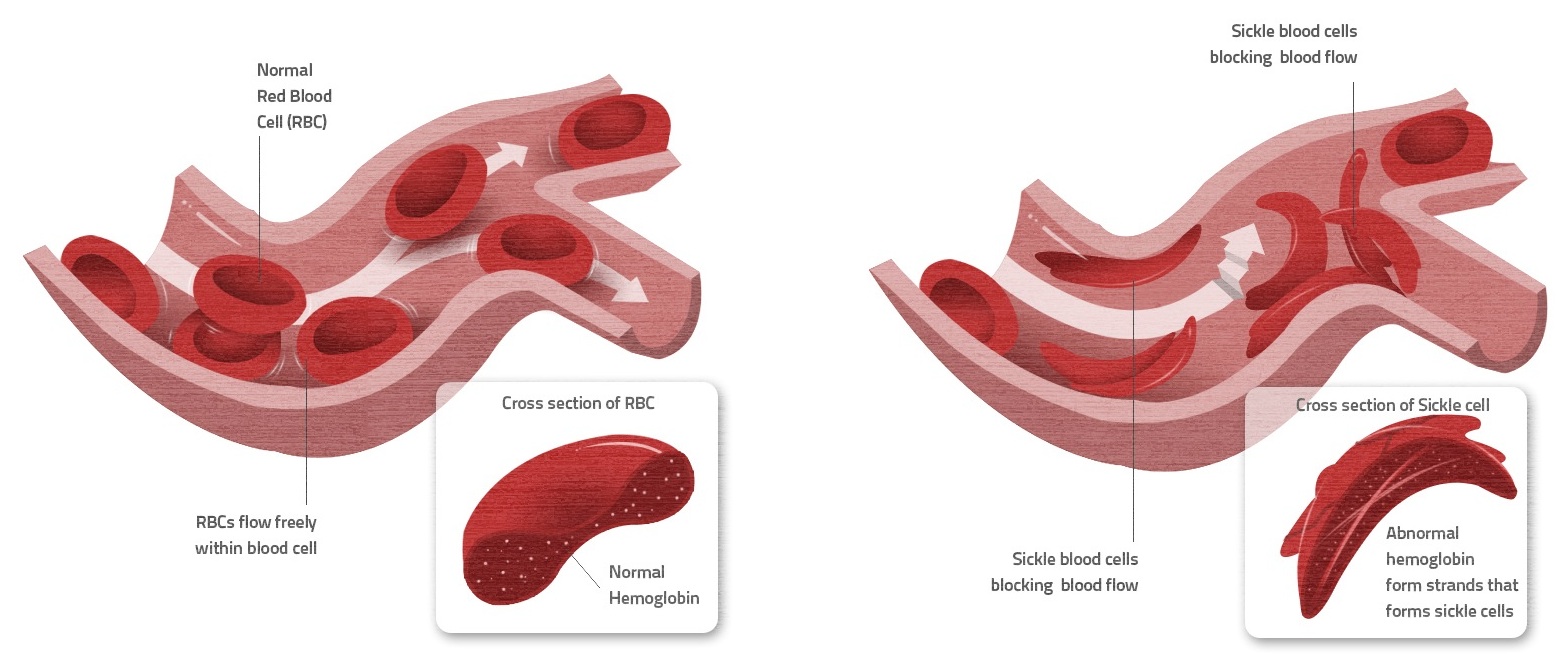 Normal
Red Blood
Cell (RBC)
RBCs flow freely
within blood cell
Cross section of RBC
Normal
Hemoglobin
Sickle blood cells
blocking blood flow
Sickle blood cells
blocking blood flow
Cross section of Sickle cell
Abnormal
hemoglobin
form strands that
forms sickle cells